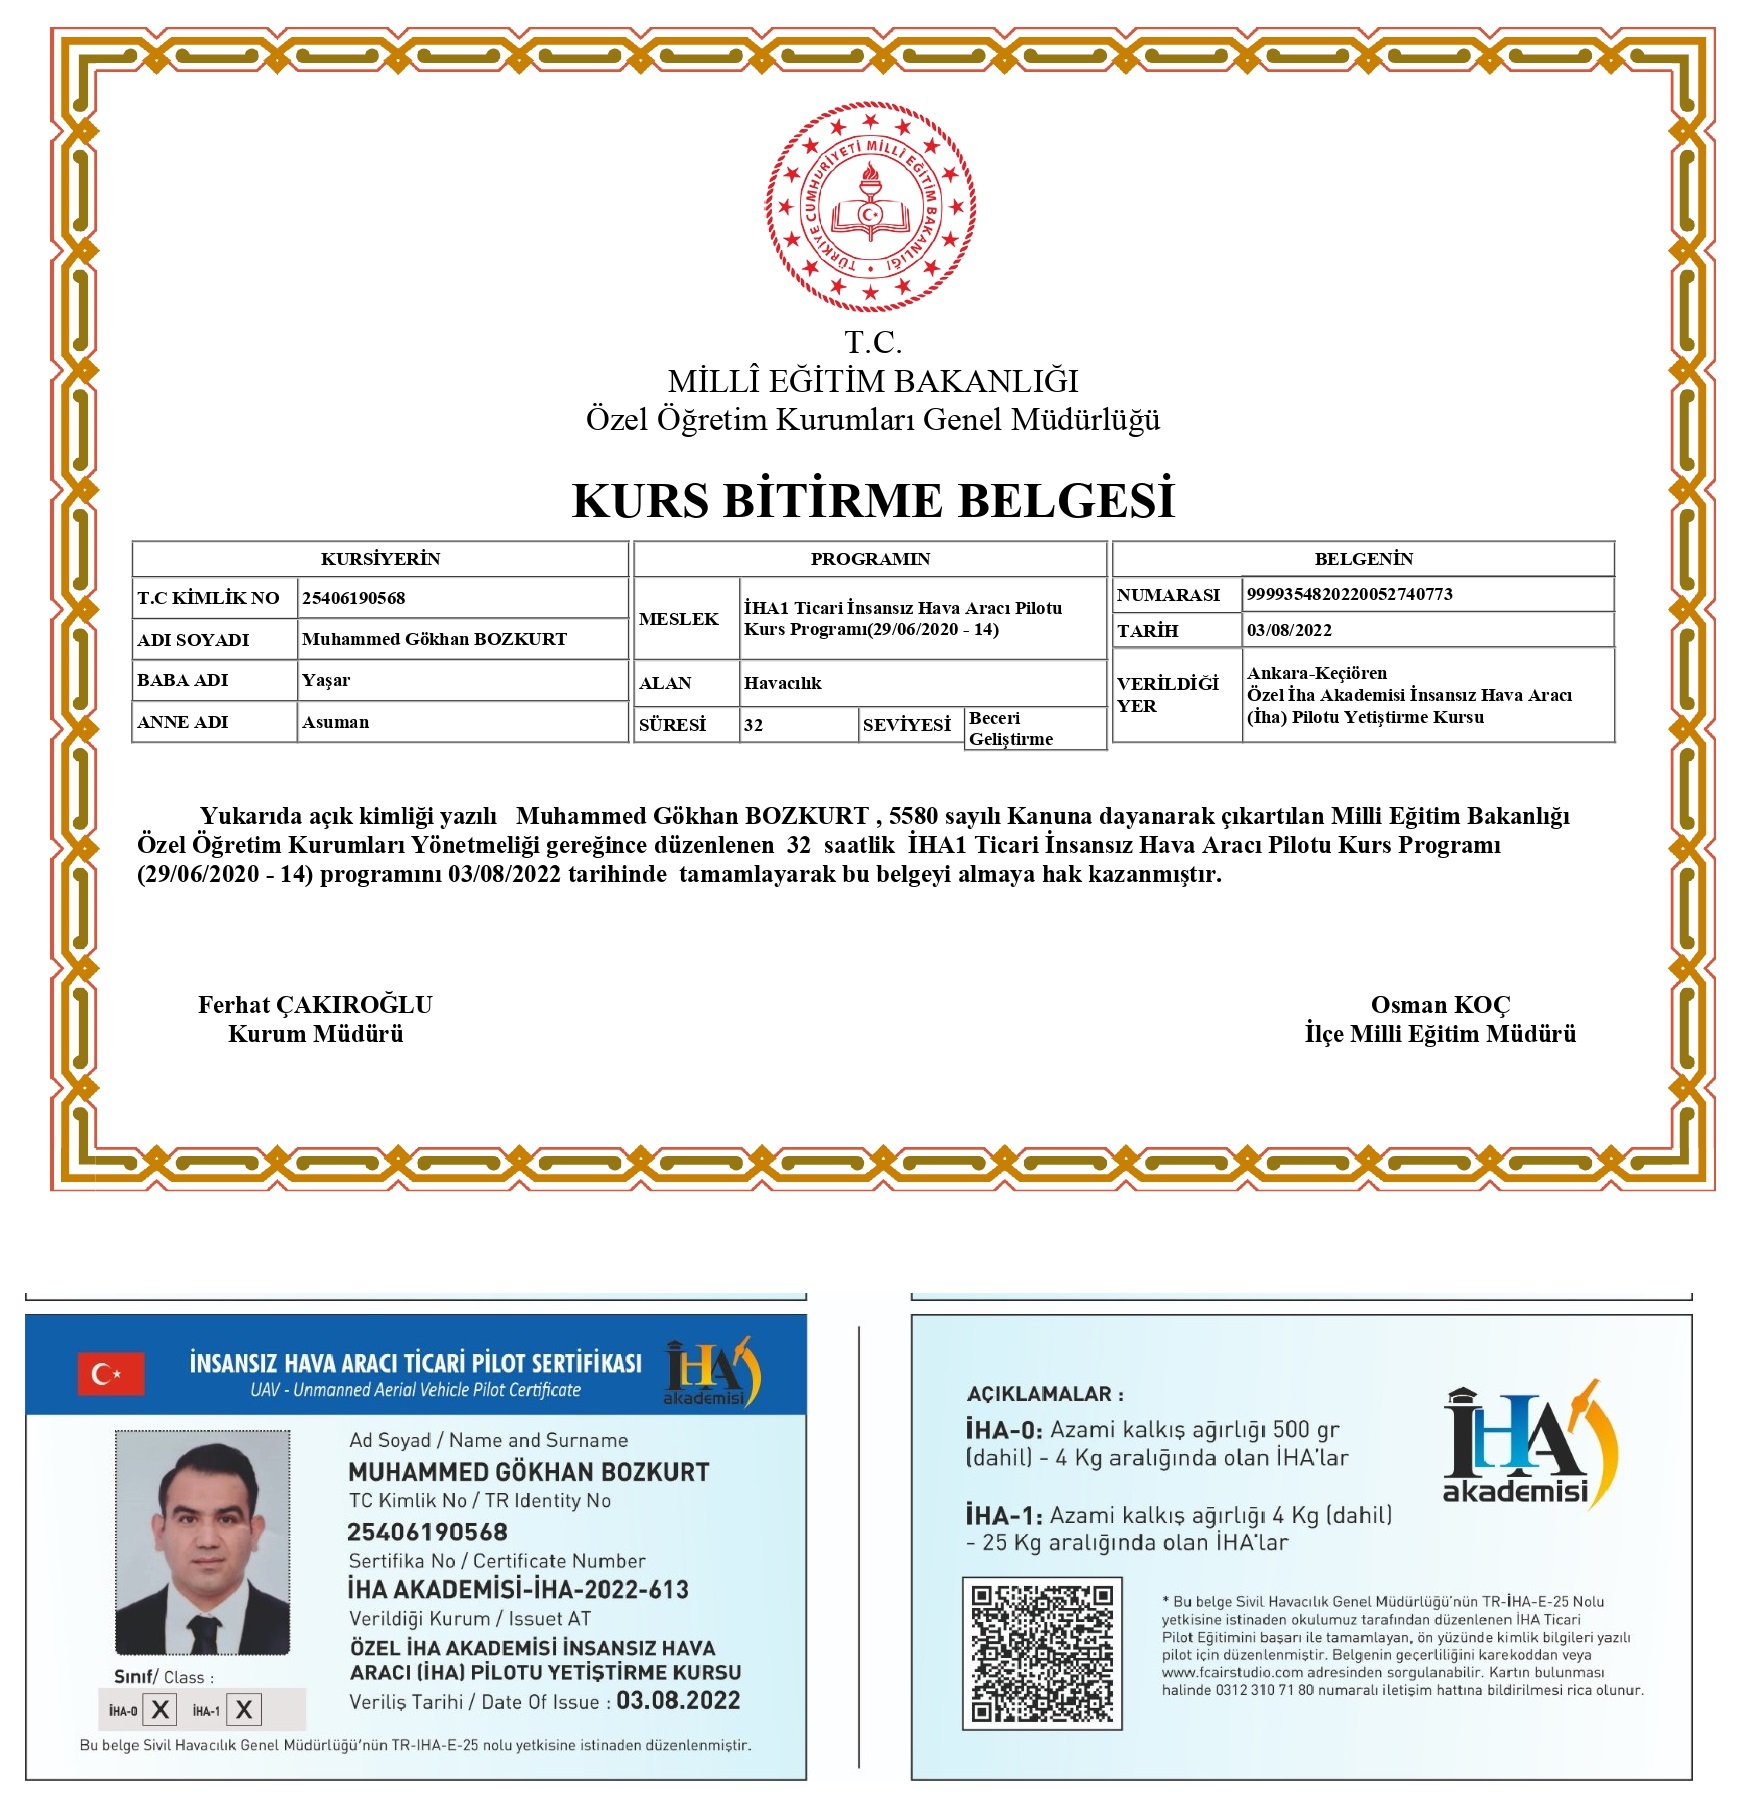 TÜRKİYE CUMHURİYETİ MİLLÎ EĞİTİM BAKANLIĞI
T.C.
MİLLÎ EĞİTİM BAKANLIĞI
Özel Öğretim Kurumları Genel Müdürlüğü
KURS BİTİRME BELGESİ
KURSİYERİN
T.C KİMLİK NO 25406190568
ADI SOYADI Muhammed Gökhan BOZKURT
BABA ADI Yaşar
ANNE ADI Asuman
PROGRAMIN
MESLEK İHA1 Ticari İnsansız Hava Aracı Pilotu
Kurs Programı(29/06/2020 - 14)
ALAN Havacılık
SÜRESİ 32 SEVİYESİ Beceri
Geliştirme
BELGENİN
NUMARASI 9999354820220052740773
TARİH 03/08/2022
VERİLDİĞİ
YER
Ankara-Keçiören
Özel İha Akademisi İnsansız Hava Aracı
(İha) Pilotu Yetiştirme Kursu
Yukarıda açık kimliği yazılı Muhammed Gökhan BOZKURT , 5580 sayılı Kanuna dayanarak çıkartılan Milli Eğitim Bakanlığı
Özel Öğretim Kurumları Yönetmeliği gereğince düzenlenen 32 saatlik İHA1 Ticari İnsansız Hava Aracı Pilotu Kurs Programı
(29/06/2020 - 14) programını 03/08/2022 tarihinde tamamlayarak bu belgeyi almaya hak kazanmıştır.
Ferhat ÇAKIROĞLU
Kurum Müdürü
Osman KOÇ
İlçe Milli Eğitim Müdürü
İNSANSIZ HAVA ARACI TİCARİ PİLOT SERTİFİKASI
UAV - Unmanned Aerial Vehicle Pilot Certificate
İHA
akademisi
Ad Soyad / Name and Surname
MUHAMMED GÖKHAN BOZKURT
TC Kimlik No / TR Identity No
25406190568
Sertifika No / Certificate Number
İHA AKADEMİSİ-İHA-2022-613
Verildiği Kurum / Issuet AT
ÖZEL İHA AKADEMİSİ İNSANSIZ HAVA
ARACI (İHA) PİLOTU YETİŞTİRME KURSU
Veriliş Tarihi / Date Of Issue : 03.08.2022
Sınıf/ Class :
İHA-0 X İHA-1 X
Bu belge Sivil Havacılık Genel Müdürlüğü'nün TR-IHA-E-25 nolu yetkisine istinaden düzenlenmiştir.
AÇIKLAMALAR :
İHA-0: Azami kalkış ağırlığı 500 gr
(dahil) - 4 Kg aralığında olan İHA'lar
İHA-1: Azami kalkış ağırlığı 4 Kg (dahil)
- 25 Kg aralığında olan İHA'lar
İHA
akademisi
* Bu belge Sivil Havacılık Genel Müdürlüğü'nün TR-İHA-E-25 Nolu
yetkisine istinaden okulumuz tarafından düzenlenen İHA Ticari
Pilot Eğitimini başarı ile tamamlayan, ön yüzünde kimlik bilgileri yazılı
pilot için düzenlenmiştir. Belgenin geçerliliğini karekoddan veya
www.fcairstudio.com adresinden sorgulanabilir. Kartın bulunması
halinde 0312 310 71 80 numaralı iletişim hattına bildirilmesi rica olunur.